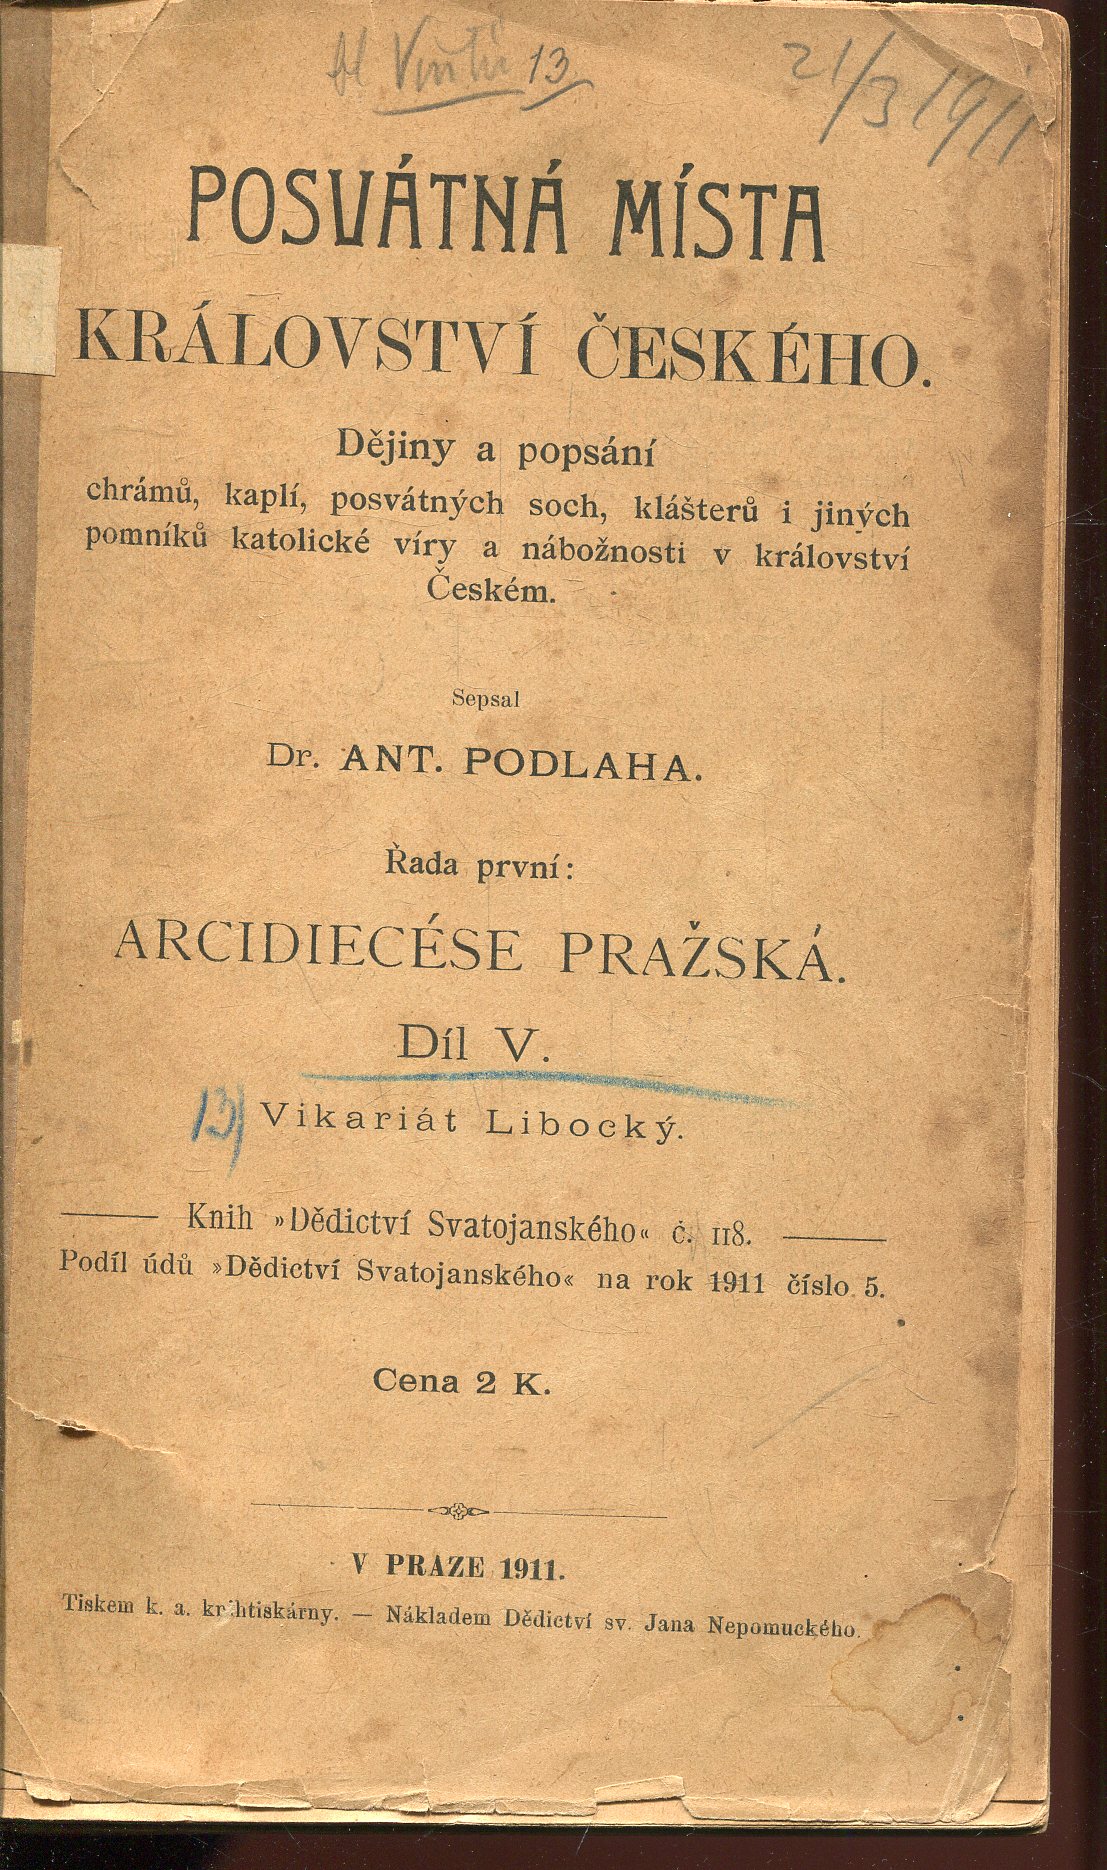 13
21/3 1911
POSVÁTNÁ MÍSTA
KRÁLOVSTVÍ ČESKÉHO.
Dějiny a popsání
chrámů, kaplí, posvátných soch, klášterů i jiných
pomníků katolické víry a nábožnosti v království
Českém.
Sepsal
Dr. ANT. PODLAHA.
Řada první:
ARCIDIECÉSE PRAŽSKÁ.
Díl V.
13) Vikariát Libocký.
Knih »Dědictví Svatojanského« č. 118.
Podíl údů »Dědictví Svatojanského« na rok 1911 číslo 5.
Cena 2 K.
V PRAZE 1911.
Tiskem k. a. knihtiskárny. — Nákladem Dědictví sv. Jana Nepomuckého.